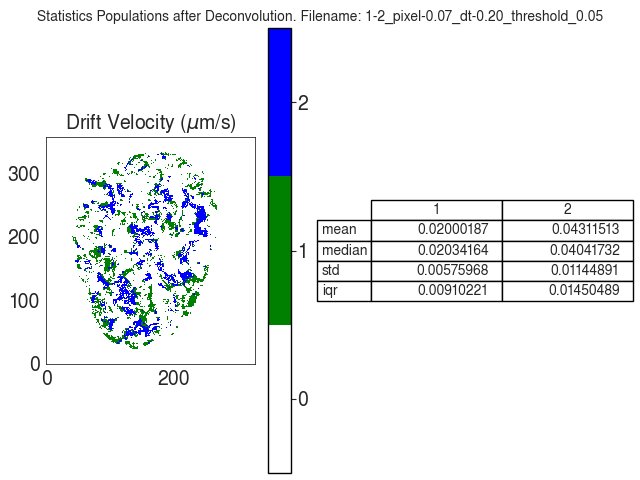 Statistics Populations after Deconvolution. Filename: 1-2_pixel-0.07_dt-0.20_threshold_0.05
Drift Velocity (μm/s)
300
200
100
0
0 200
2
1
0
1 2
mean 0.02000187 0.04311513
median 0.02034164 0.04041732
std 0.00575968 0.01144891
iqr 0.00910221 0.01450489